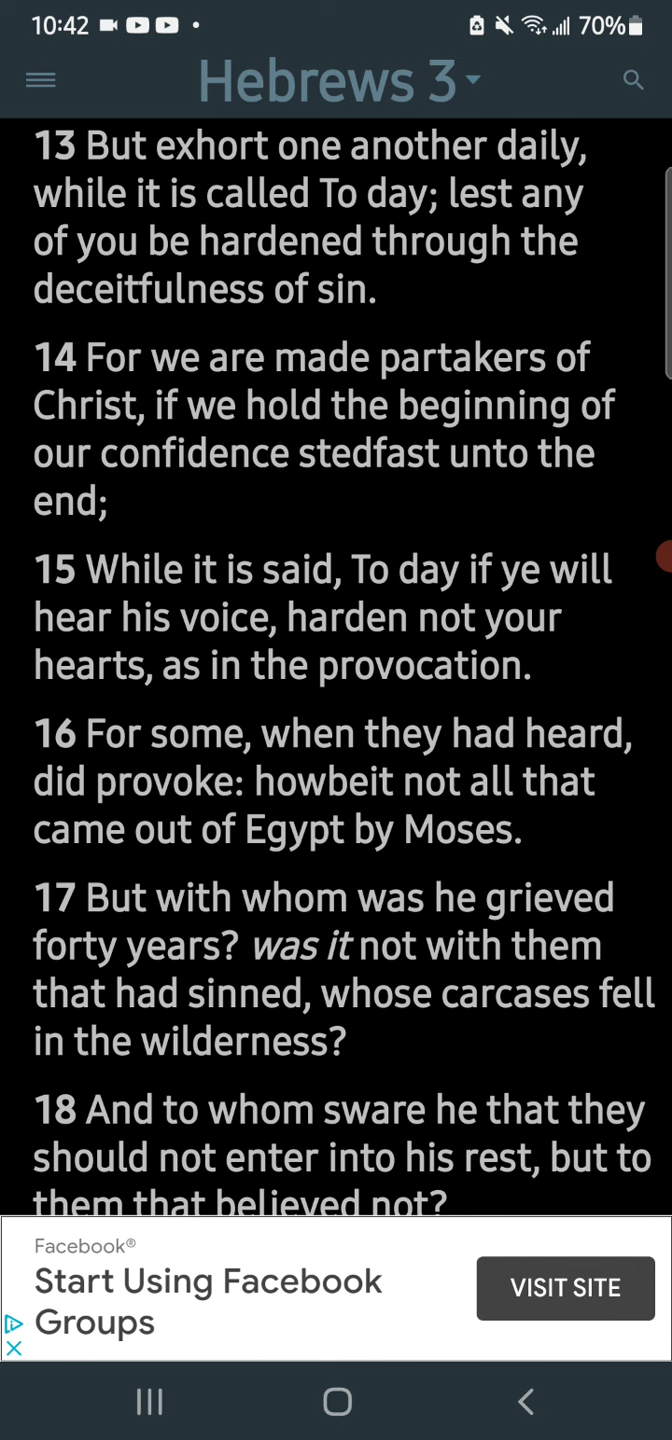 10:42
70%
Hebrews 3
13 But exhort one another daily,
while it is called To day; lest any
of you be hardened through the
deceitfulness of sin.
14 For we are made partakers of
Christ, if we hold the beginning of
our confidence stedfast unto the
end;
15 While it is said, To day if ye will
hear his voice, harden not your
hearts, as in the provocation.
16 For some, when they had heard,
did provoke: howbeit not all that
came out of Egypt by Moses.
17 But with whom was he grieved
forty years? was it not with them
that had sinned, whose carcases fell
in the wilderness?
18 And to whom sware he that they
should not enter into his rest, but to
them that believed not?
Facebook®
Start Using Facebook
Groups
VISIT SITE